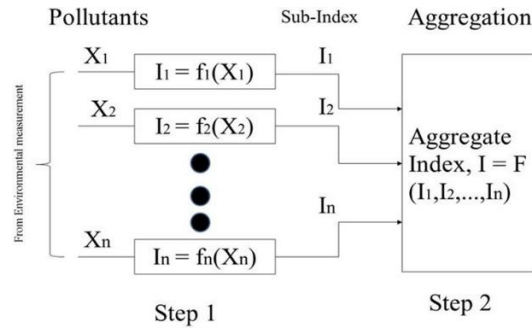 Pollutants
Sub-Index
Aggregation
From Environmental measurement
X1
I1 = f1(X1)
I1
X2
I2 = f2(X2)
I2
Xn
In = fn(Xn)
In
Aggregate
Index, I = F
(I1,I2,...,In)
Step 1
Step 2